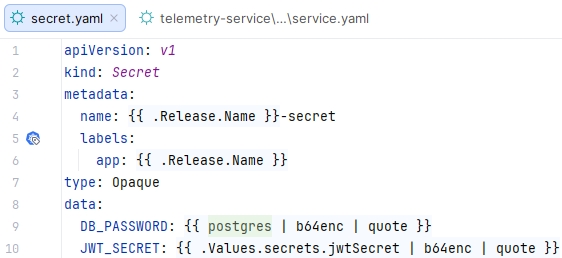 secret.yaml × telemetry-service\...\service.yaml
1 apiVersion: v1
2 kind: Secret
3 metadata:
4   name: {{ .Release.Name }}-secret
5   labels:
6     app: {{ .Release.Name }}
7 type: Opaque
8 data:
9   DB_PASSWORD: {{ postgres | b64enc | quote }}
10   JWT_SECRET: {{ .Values.secrets.jwtSecret | b64enc | quote }}